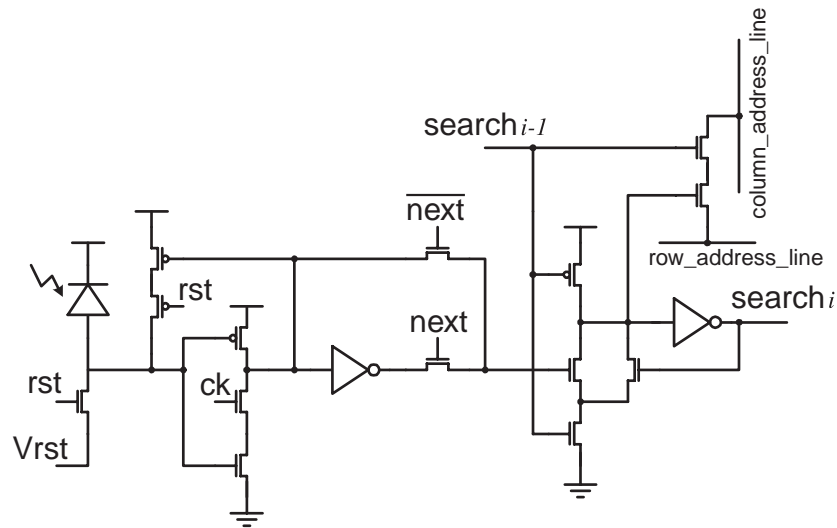 search i-1
column_address_line
next
row_address_line
rst
search i
next
ck
rst
Vrst